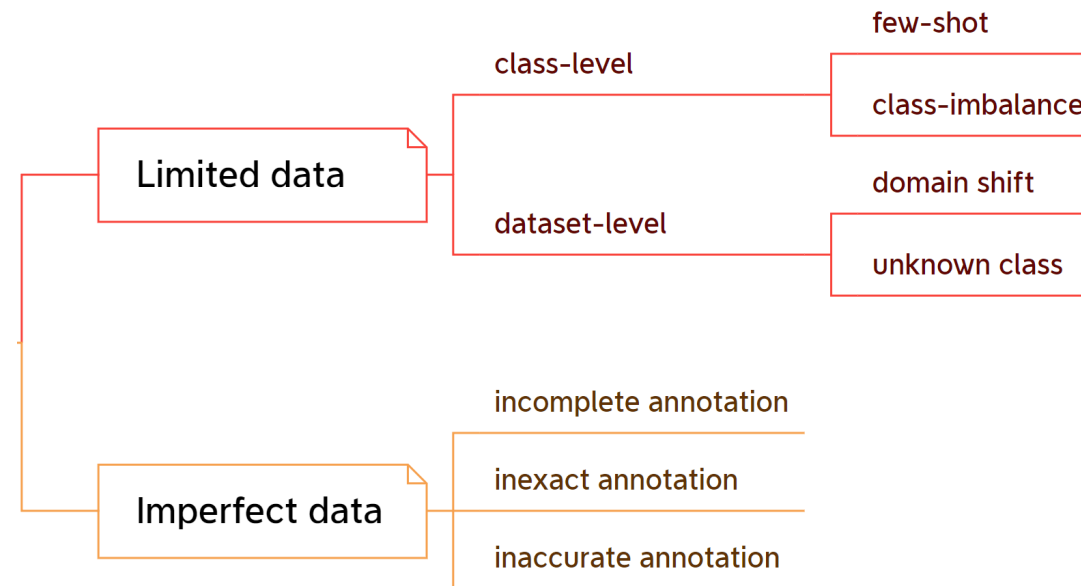 few-shot
class-level
class-imbalance
Limited data
domain shift
dataset-level
unknown class
incomplete annotation
inexact annotation
Imperfect data
inaccurate annotation